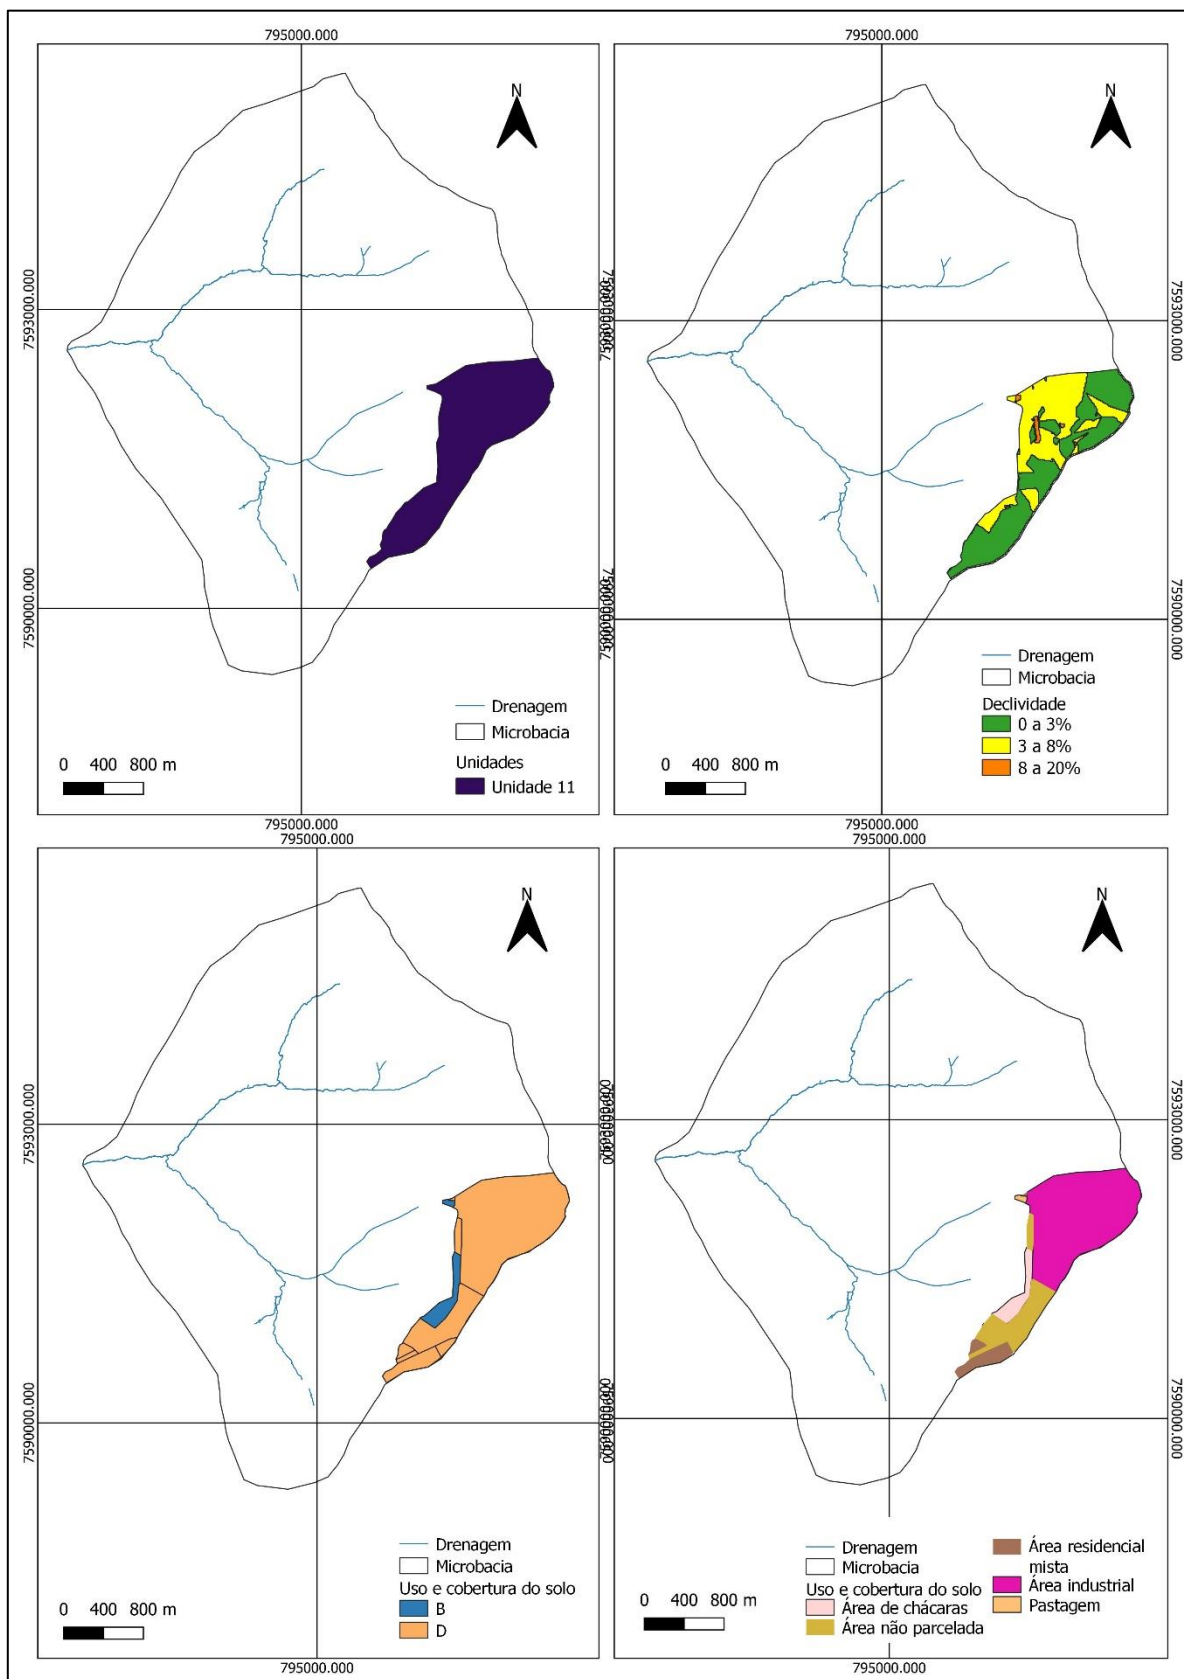 795000.000
N
7593000.000
7590000.000
Drenagem
Microbacia
Unidades
Unidade 11
0 400 800 m
795000.000
795000.000
N
7593000.000
7590000.000
Drenagem
Microbacia
Declividade
0 a 3%
3 a 8%
8 a 20%
0 400 800 m
795000.000
795000.000
N
7593000.000
7590000.000
Drenagem
Microbacia
Uso e cobertura do solo
B
D
0 400 800 m
795000.000
795000.000
N
7593000.000
7590000.000
Drenagem
Microbacia
Uso e cobertura do solo
Área de chácaras
Área não parcelada
Área residencial
mista
Área industrial
Pastagem
0 400 800 m
795000.000